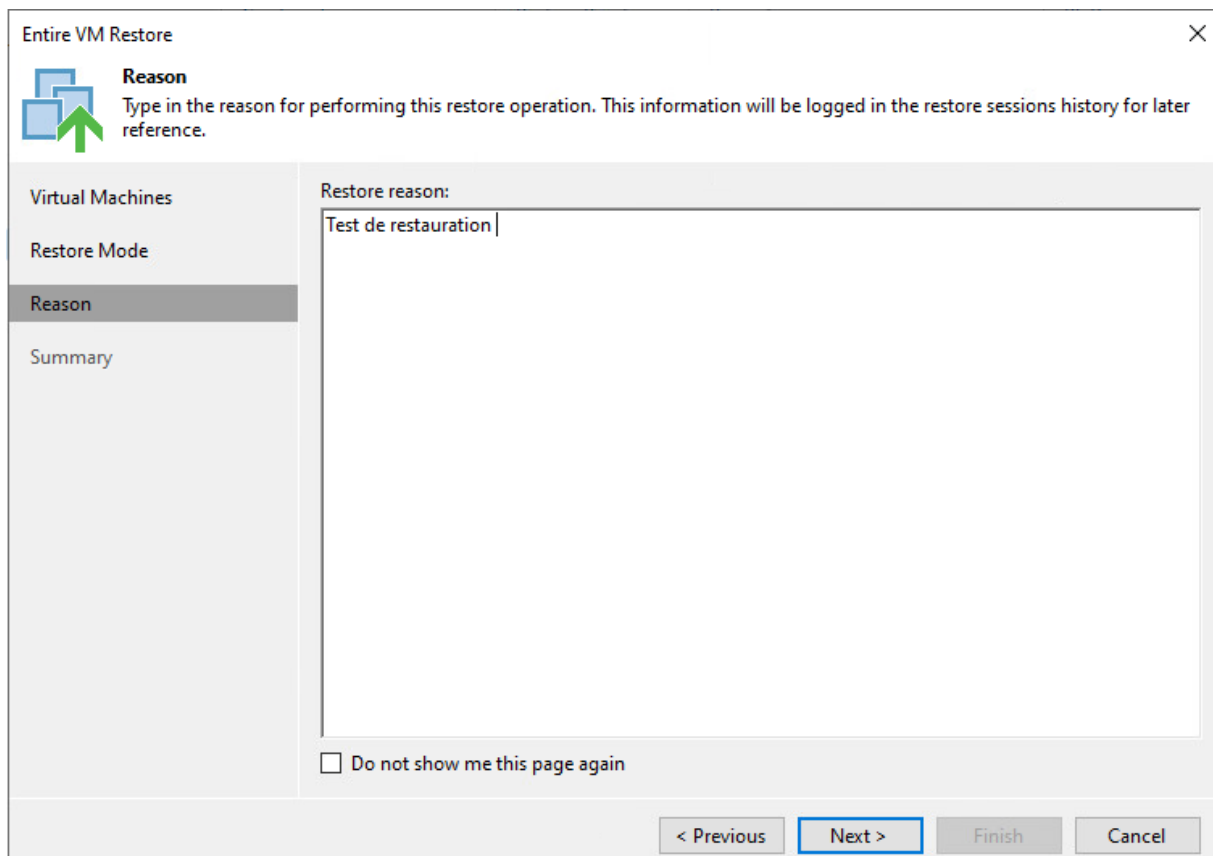 Entire VM Restore
Reason
Type in the reason for performing this restore operation. This information will be logged in the restore sessions history for later
reference.
Virtual Machines
Restore Mode
Reason
Summary
Restore reason:
Test de restauration
Do not show me this page again
< Previous
Next >
Finish
Cancel